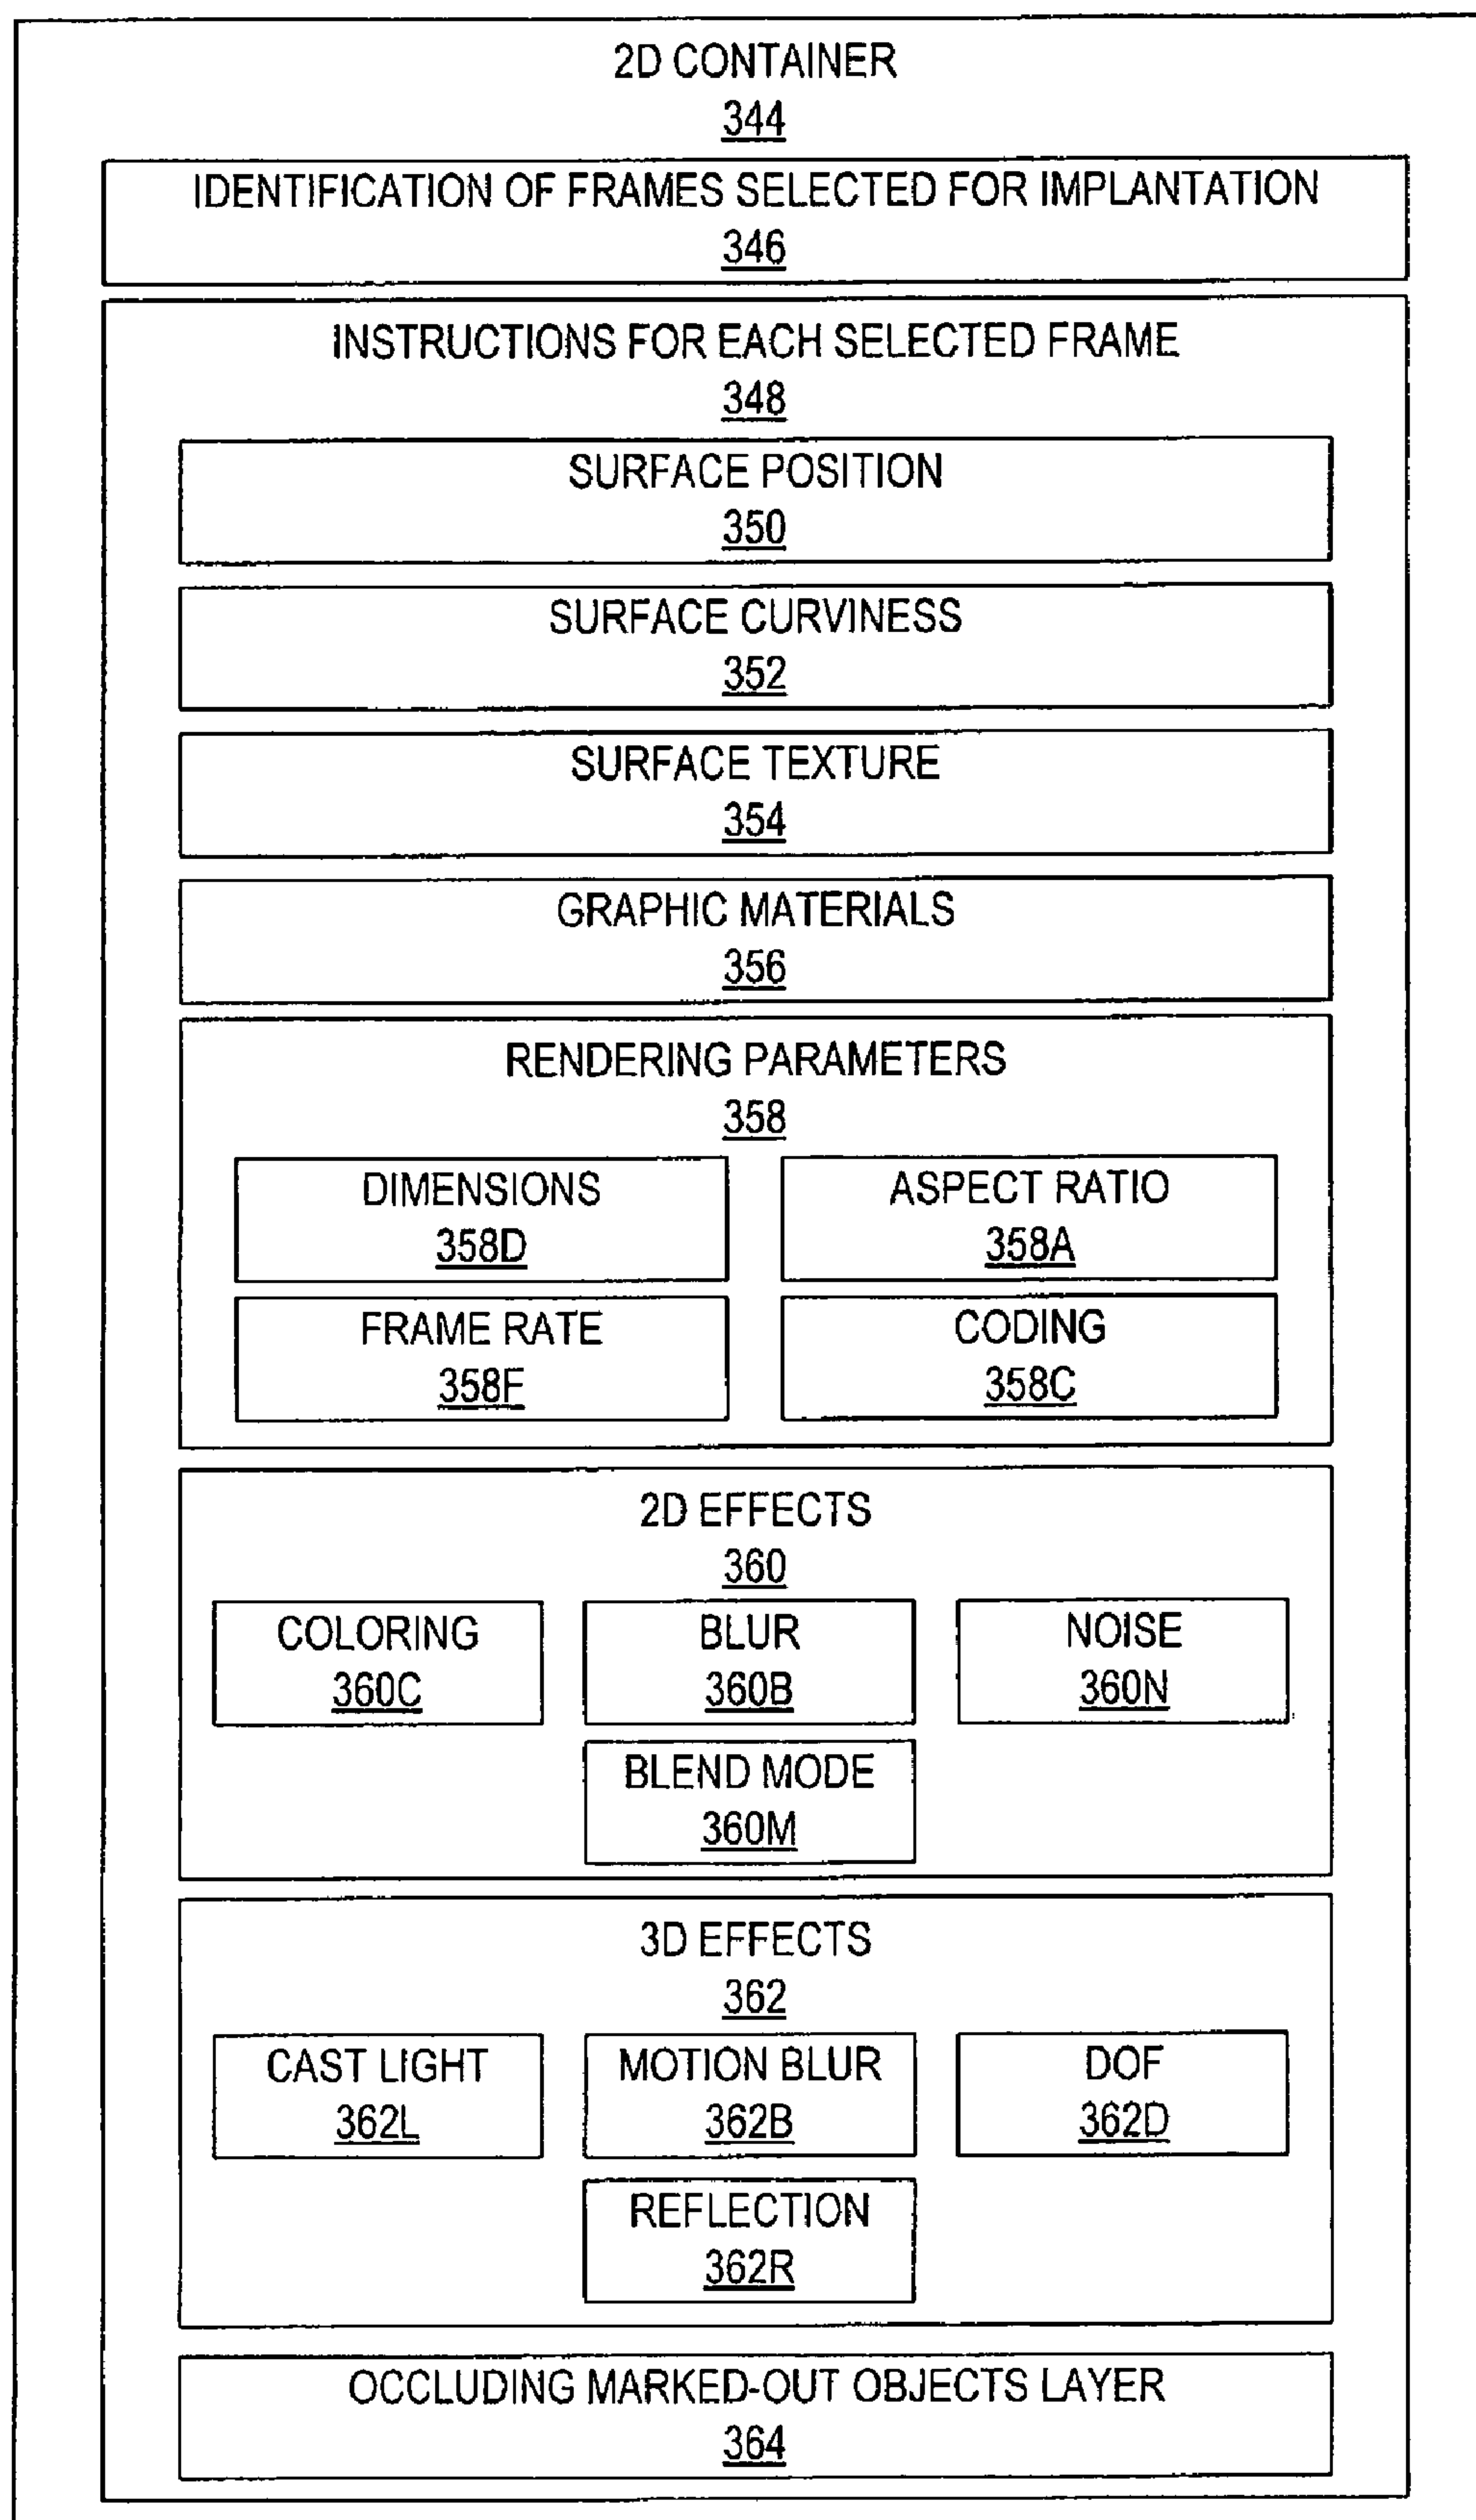 2D CONTAINER
344
IDENTIFICATION OF FRAMES SELECTED FOR IMPLANTATION
346
INSTRUCTIONS FOR EACH SELECTED FRAME
348
SURFACE POSITION
350
SURFACE CURVINESS
352
SURFACE TEXTURE
354
GRAPHIC MATERIALS
356
RENDERING PARAMETERS
358
DIMENSIONS
358D
ASPECT RATIO
358A
FRAME RATE
358F
CODING
358C
2D EFFECTS
360
COLORING
360C
BLUR
360B
NOISE
360N
BLEND MODE
360M
3D EFFECTS
362
CAST LIGHT
362L
MOTION BLUR
362B
DOF
362D
REFLECTION
362R
OCCLUDING MARKED-OUT OBJECTS LAYER
364